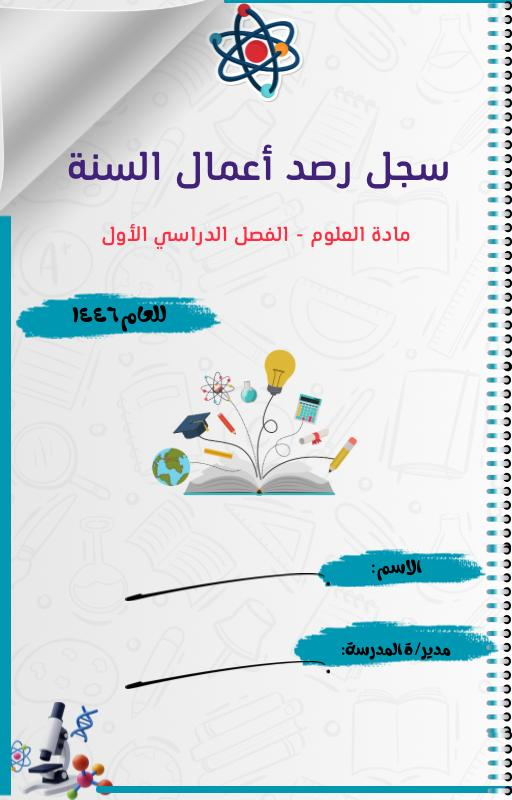 سجل رصد أعمال السنة
مادة العلوم - الفصل الدراسي الأول
للعام ١٤٤٦
الاسم:
مدير/ة المدرسة: